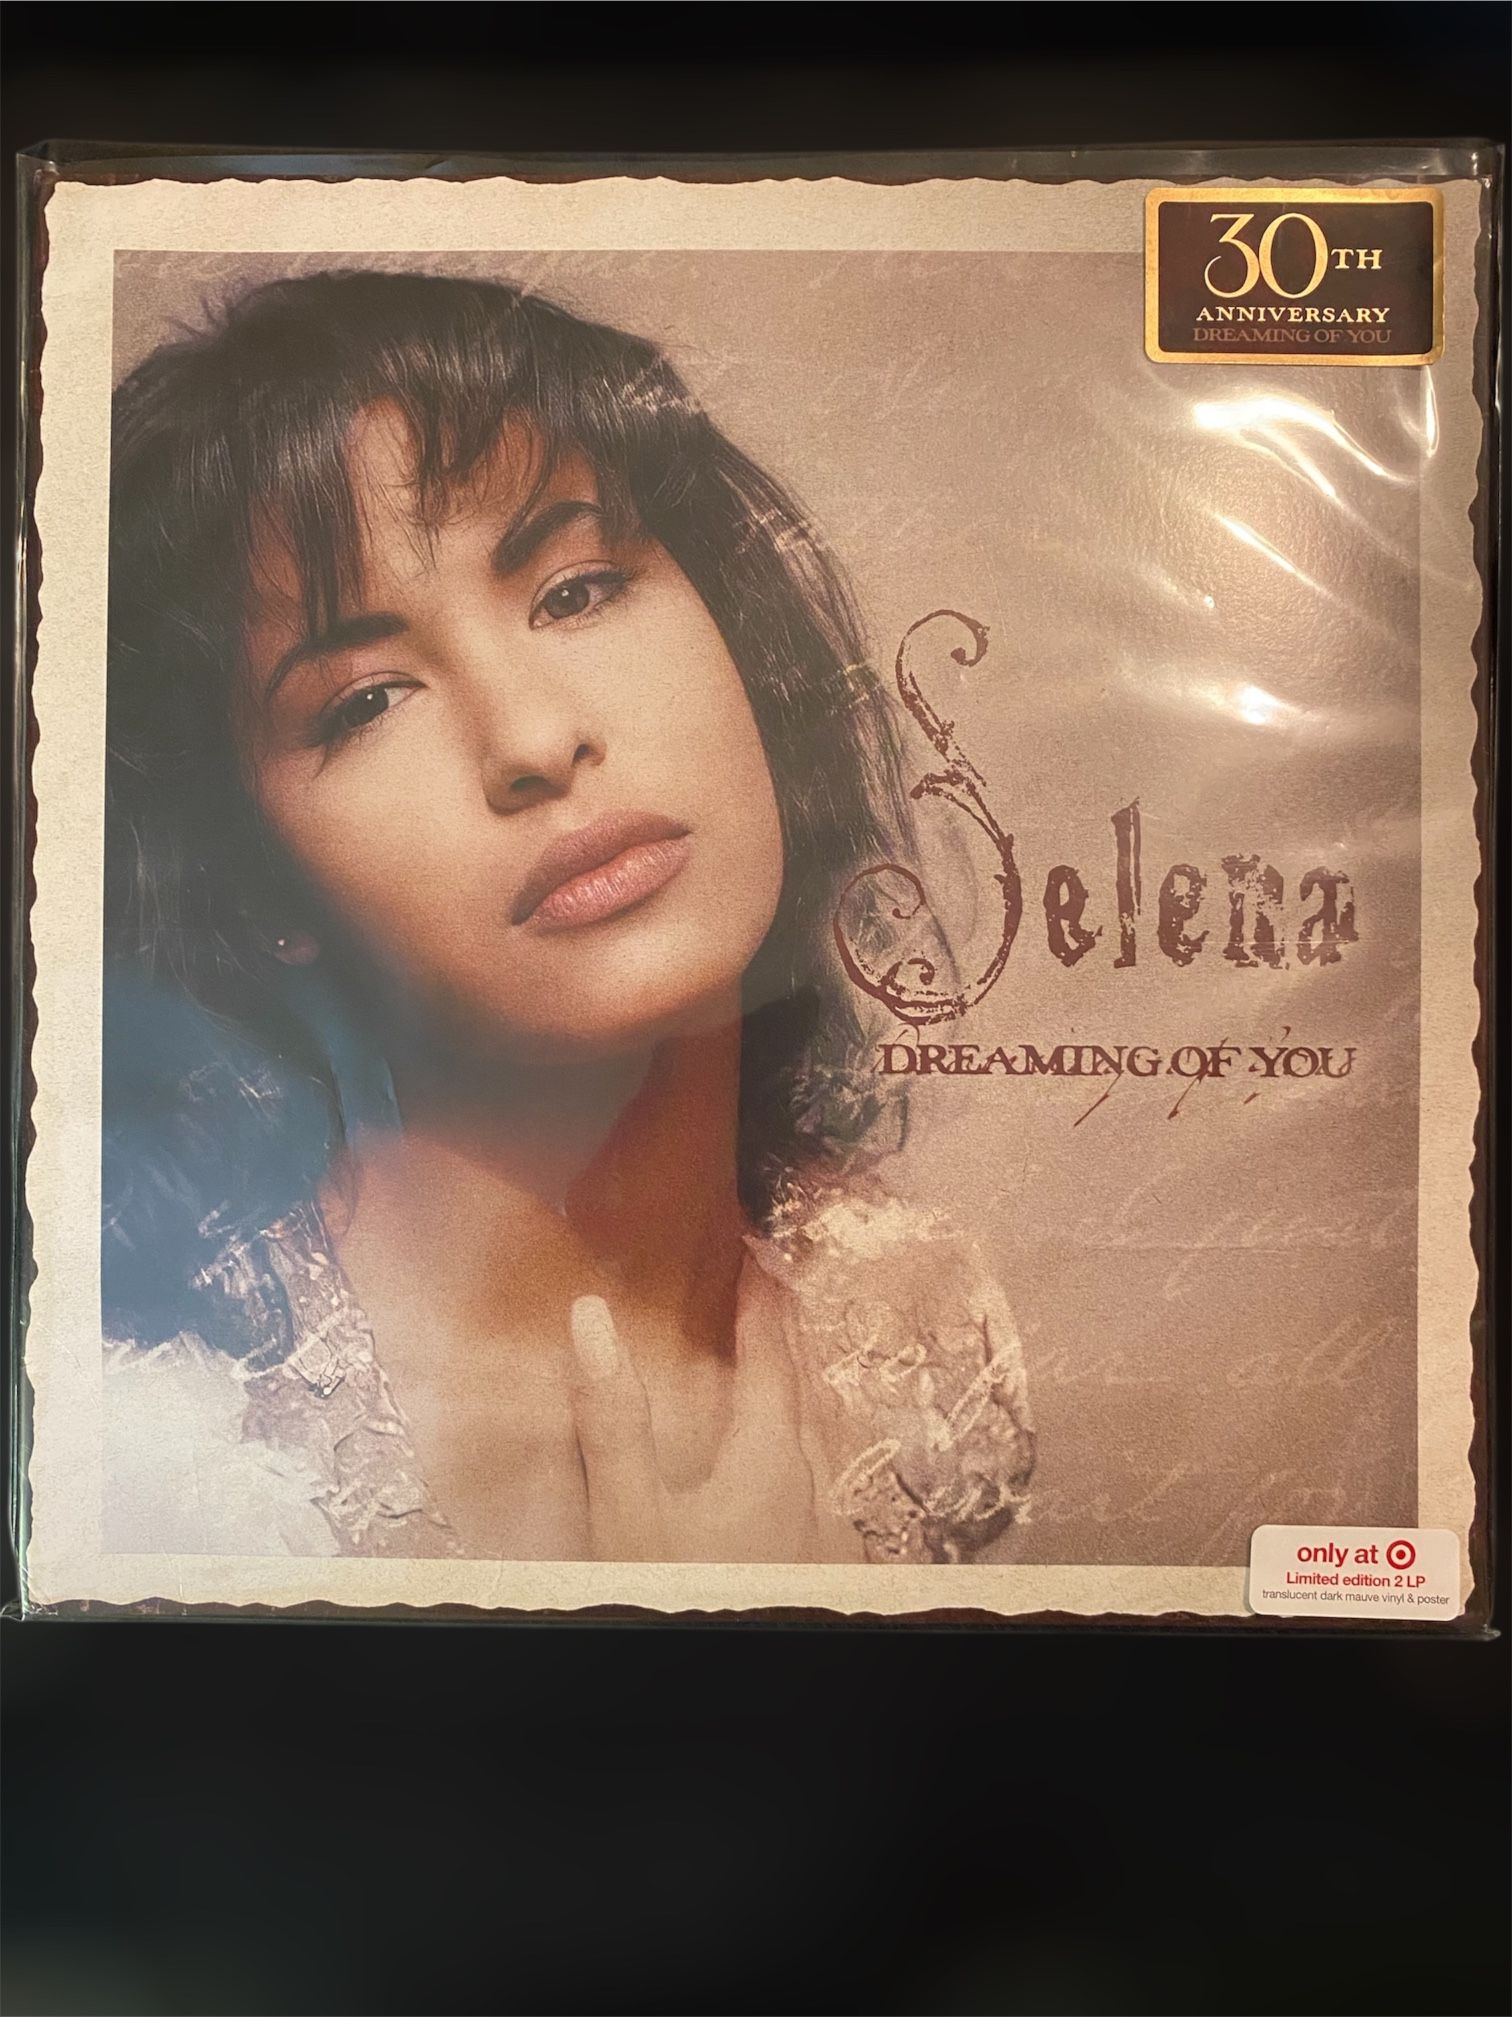 30TH
ANNIVERSARY
DREAMING OF YOU
Selena
DREAMING OF YOU
all
only at
Limited edition 2 LP
translucent dark mauve vinyl & poster